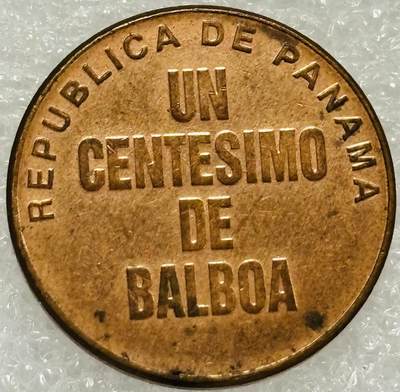 REPUBLICA DE PANAMA
UN
CENTESIMO
DE
BALBOA